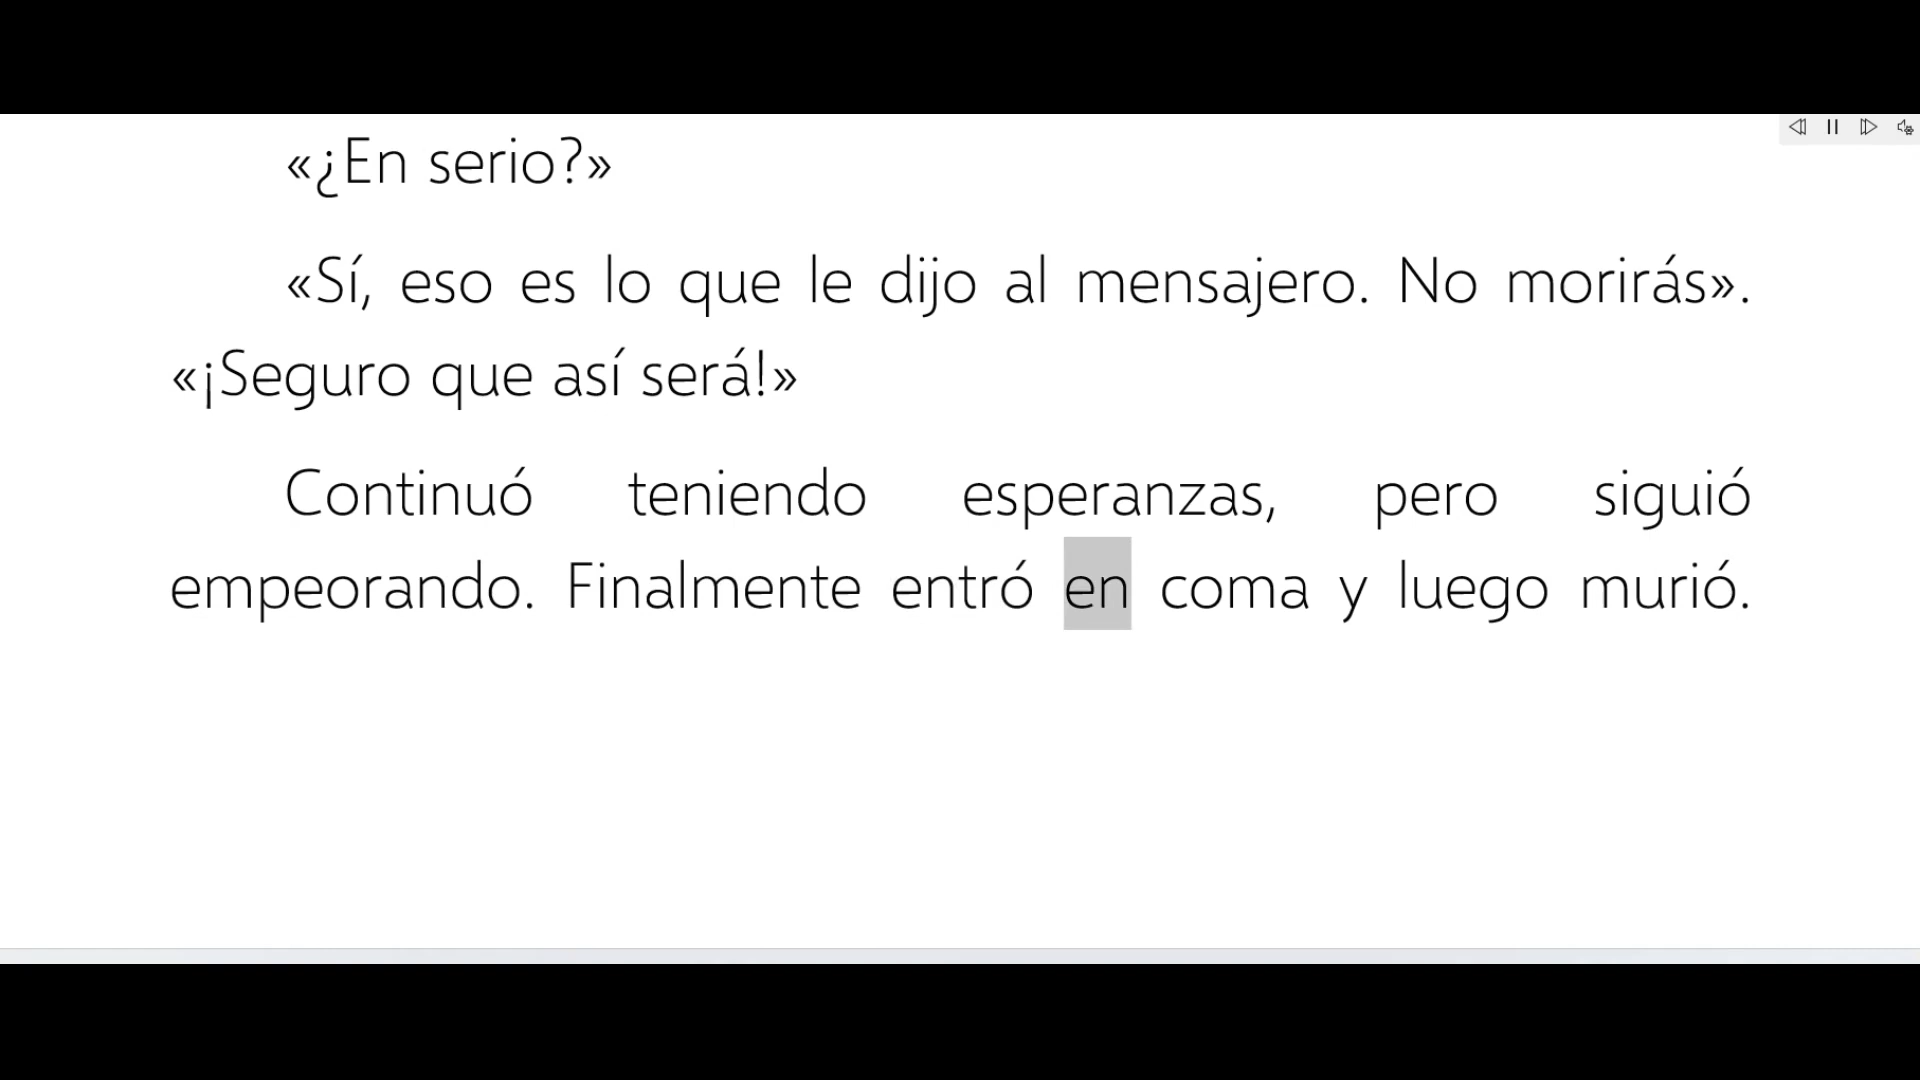 «¿En serio?»
«Sí, eso es lo que le dijo al mensajero. No morirás».
«¡Seguro que así será!»
Continuó teniendo esperanzas, pero siguió
empeorando. Finalmente entró en coma y luego murió.